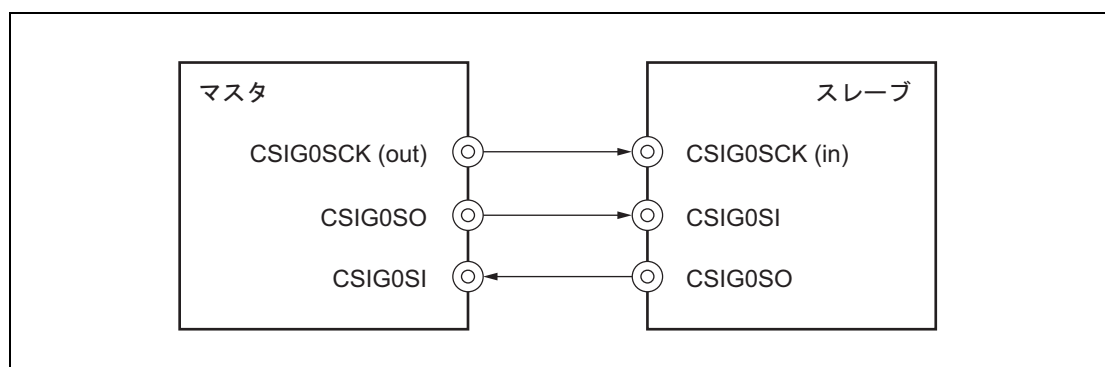 マスタ
スレーブ
CSIG0SCK (out)
CSIG0SCK (in)
CSIG0SO
CSIG0SI
CSIG0SI
CSIG0SO